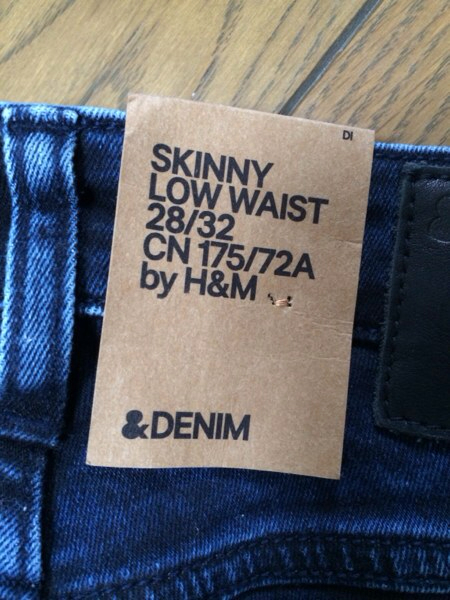 DI
SKINNY
LOW WAIST
28/32
CN 175/72A
by H&M
&DENIM